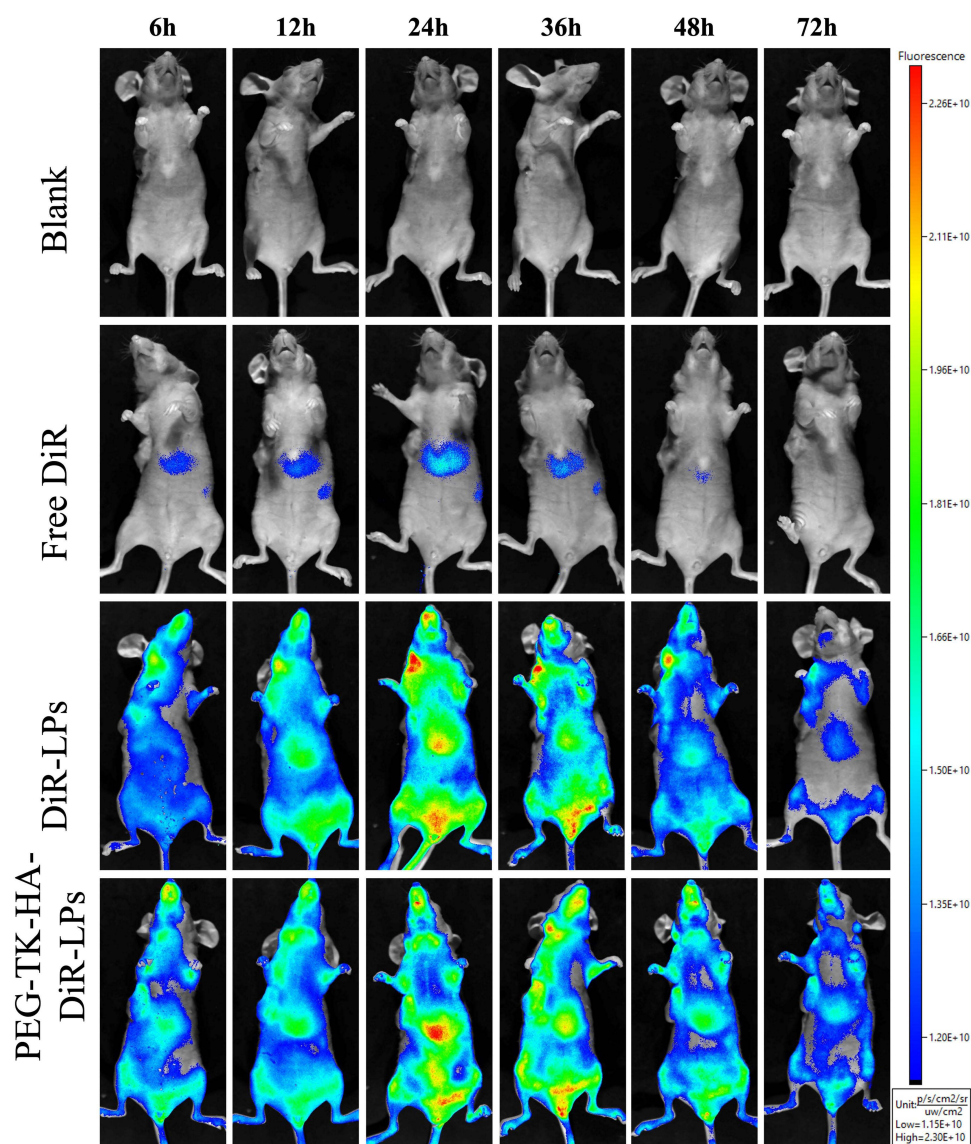 6h 12h 24h 36h 48h 72h
Blank
Free DiR
DiR-LPs
PEG-TK-HA-
DiR-LPs
Fluorescence
2.26E+10
2.11E+10
1.96E+10
1.81E+10
1.66E+10
1.50E+10
1.35E+10
1.20E+10
Unit: p/s/cm2/sr
uw/cm2
Low=1.15E+10
High=2.30E+10